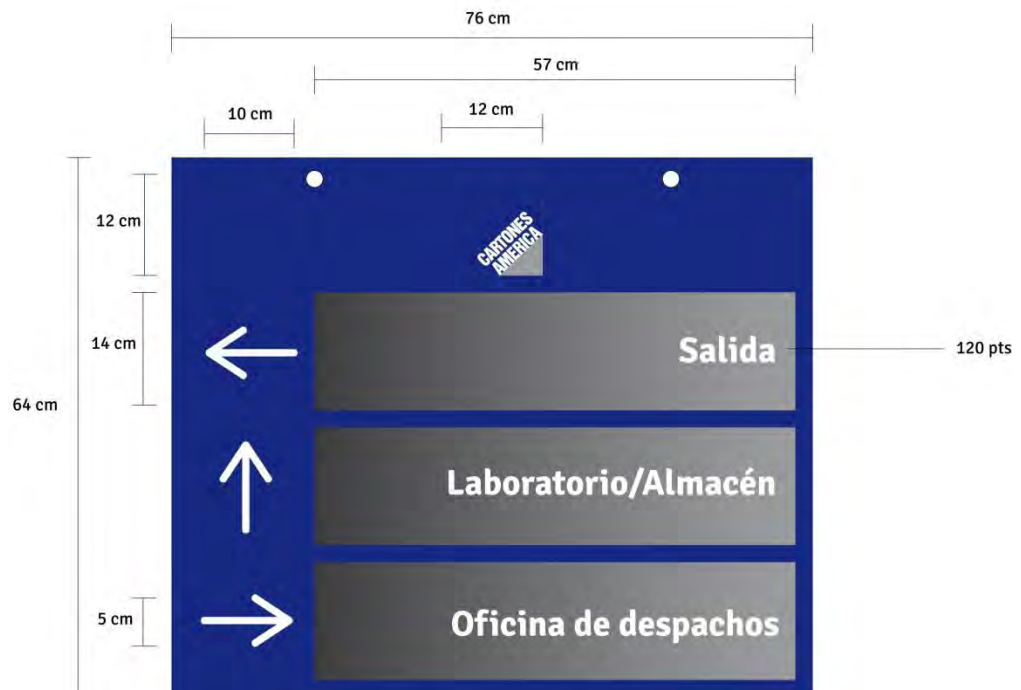 76 cm
57 cm
10 cm
12 cm
12 cm
CARTONES
AMERICA
14 cm
Salida
120 pts
64 cm
Laboratorio/Almacén
5 cm
Oficina de despachos